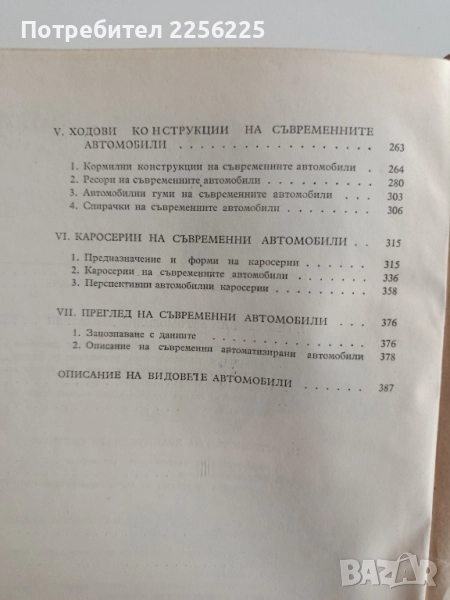 Потребител 2256225
V. ХОДОВИ КОНСТРУКЦИИ НА СЪВРЕМЕННИТЕ
АВТОМОБИЛИ . . . . . . . . . . . . . . . . 263
1. Кормилни конструкции на съвременните автомобили . 264
2. Ресори на съвременните автомобили . . . . . . . . 280
3. Автомобилни гуми на съвременните автомобили . . . 303
4. Спирачки на съвременните автомобили . . . . . . . 306
VI. КАРОСЕРИИ НА СЪВРЕМЕННИ АВТОМОБИЛИ . . . 315
1. Предназначение и форми на каросерии . . . . . . . 315
2. Каросерии на съвременните автомобили . . . . . . 336
3. Перспективни автомобилни каросерии . . . . . . . 358
VII. ПРЕГЛЕД НА СЪВРЕМЕННИ АВТОМОБИЛИ . . . . 376
1. Запознаване с данните . . . . . . . . . . . . . 376
2. Описание на съвременни автоматизирани автомобили 378
ОПИСАНИЕ НА ВИДОВЕТЕ АВТОМОБИЛИ . . . . . . . 387
BAZAR